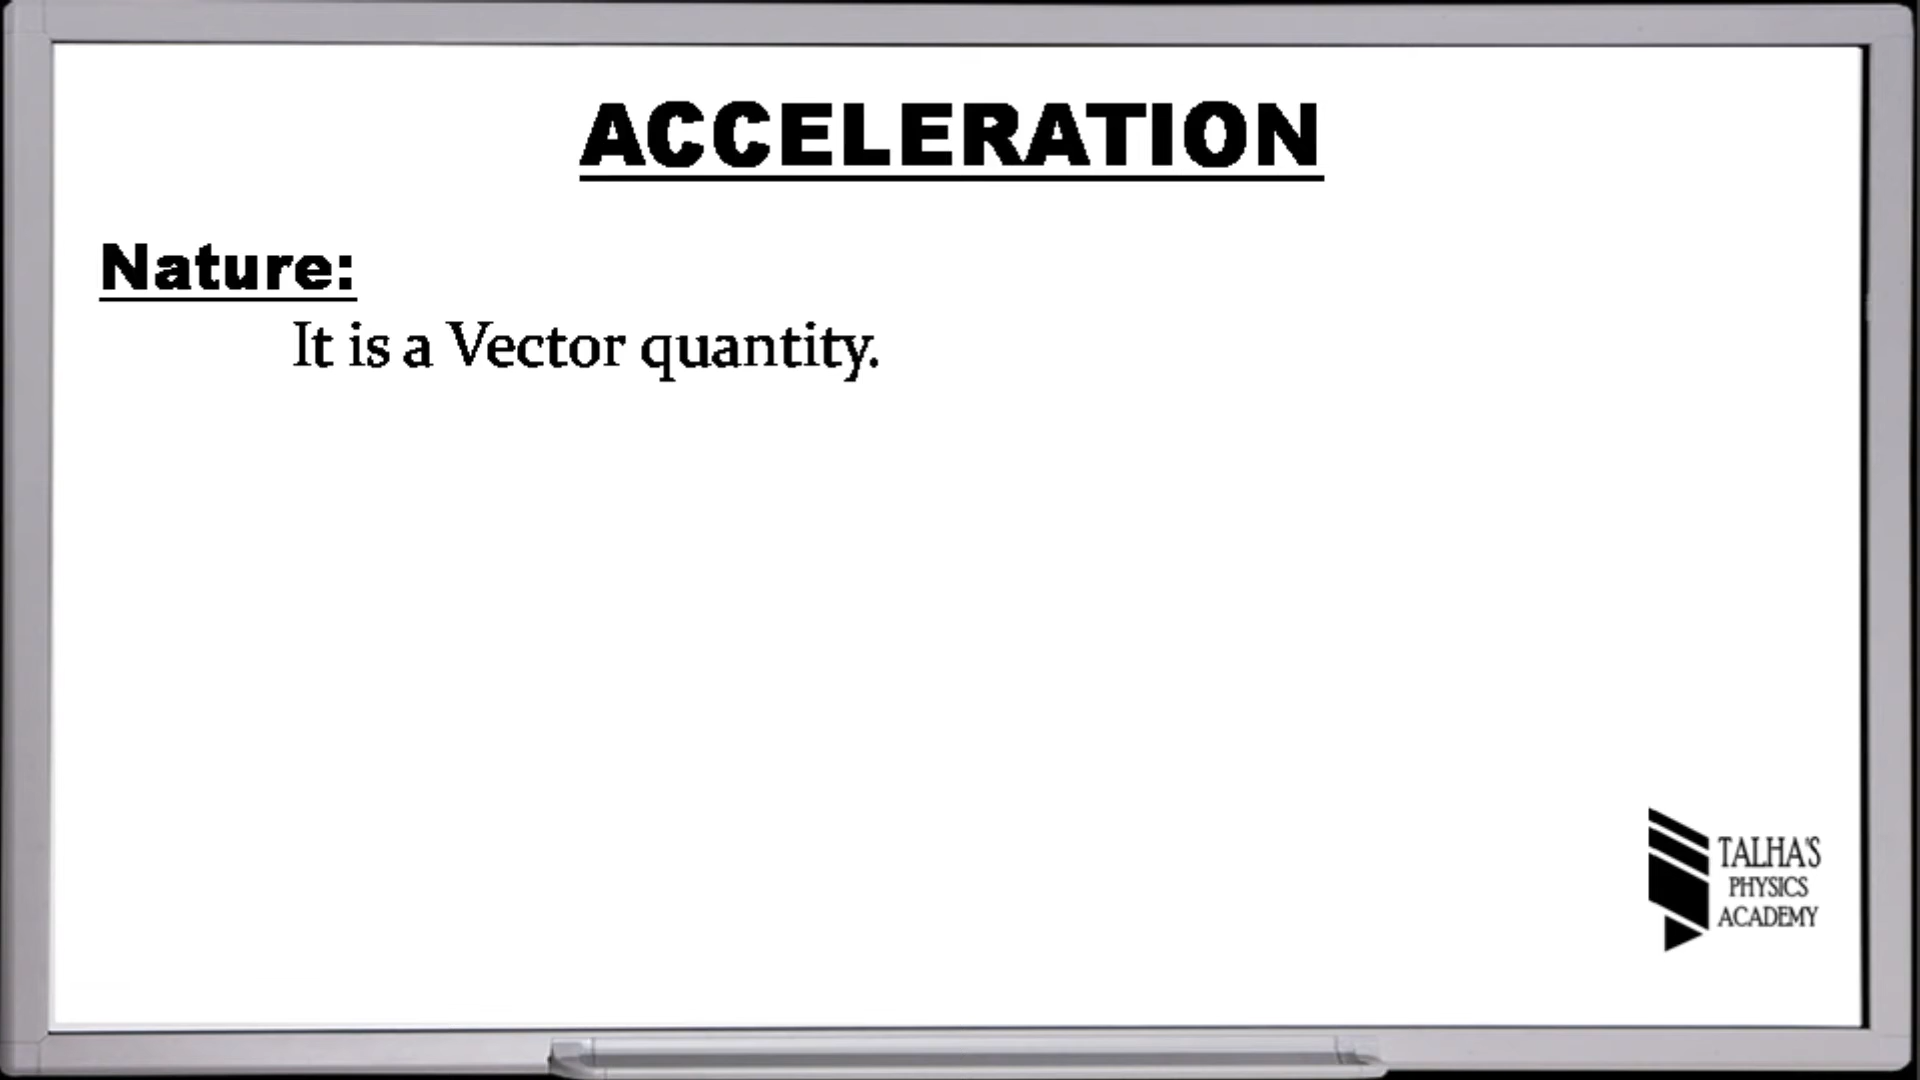 ACCELERATION
Nature:
It is a Vector quantity.
TALHA'S
PHYSICS
ACADEMY